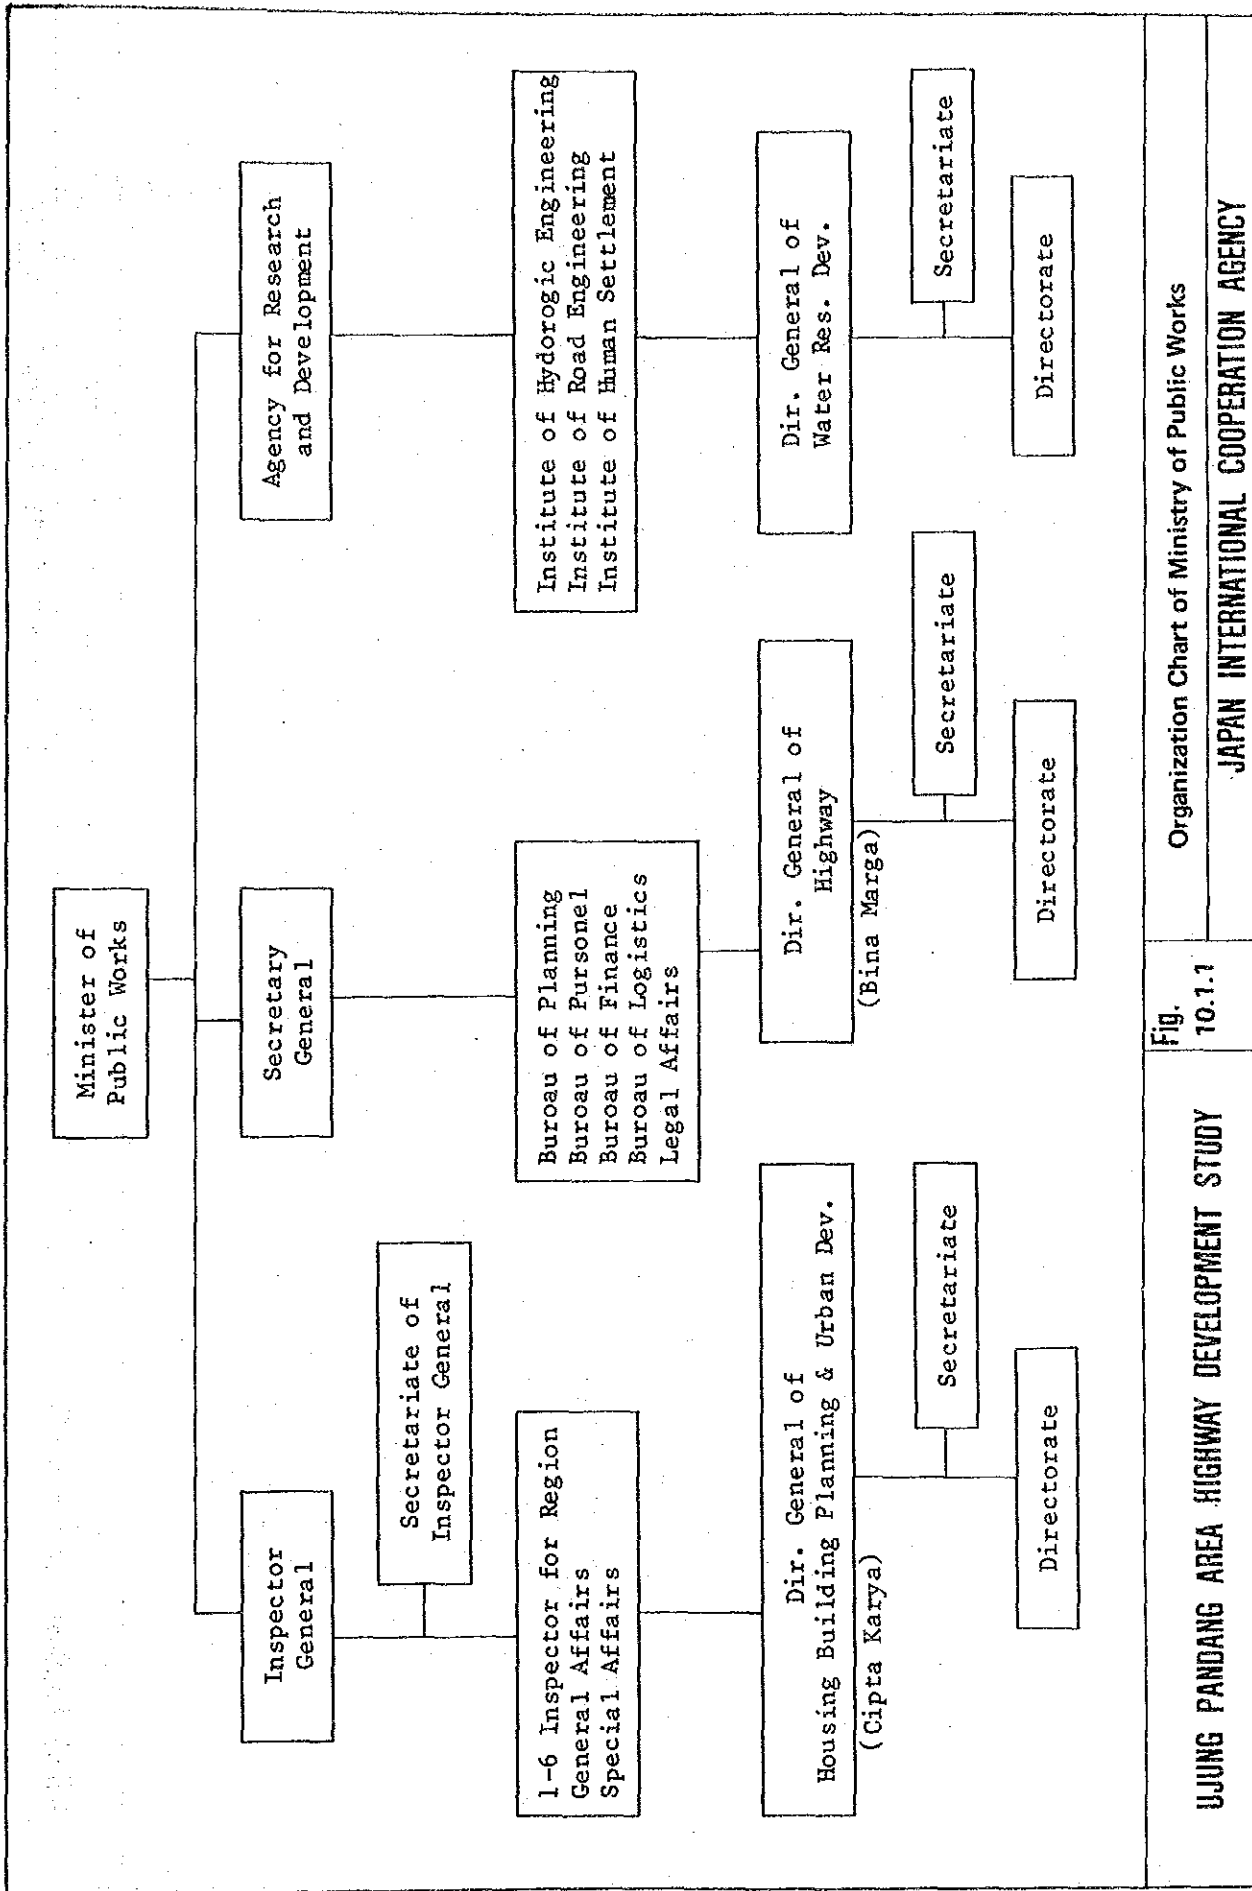 Minister of
Public Works
Inspector
General
Secretary
General
Agency for Research
and Development
Secretariate of
Inspector General
1-6 Inspector for Region
General Affairs
Special Affairs
Buroau of Planning
Buroau of Pursonel
Buroau of Finance
Buroau of Logistics
Legal Affairs
Institute of Hydorogic Engineering
Institute of Road Engineering
Institute of Human Settlement
Dir. General of
Housing Building Planning & Urban Dev.
(Cipta Karya)
Dir. General of
Highway
(Bina Marga)
Dir. General of
Water Res. Dev.
Secretariate
Secretariate
Secretariate
Directorate
Directorate
Directorate
UJUNG PANDANG AREA HIGHWAY DEVELOPMENT STUDY
Fig.
10.1.1
Organization Chart of Ministry of Public Works
JAPAN INTERNATIONAL COOPERATION AGENCY